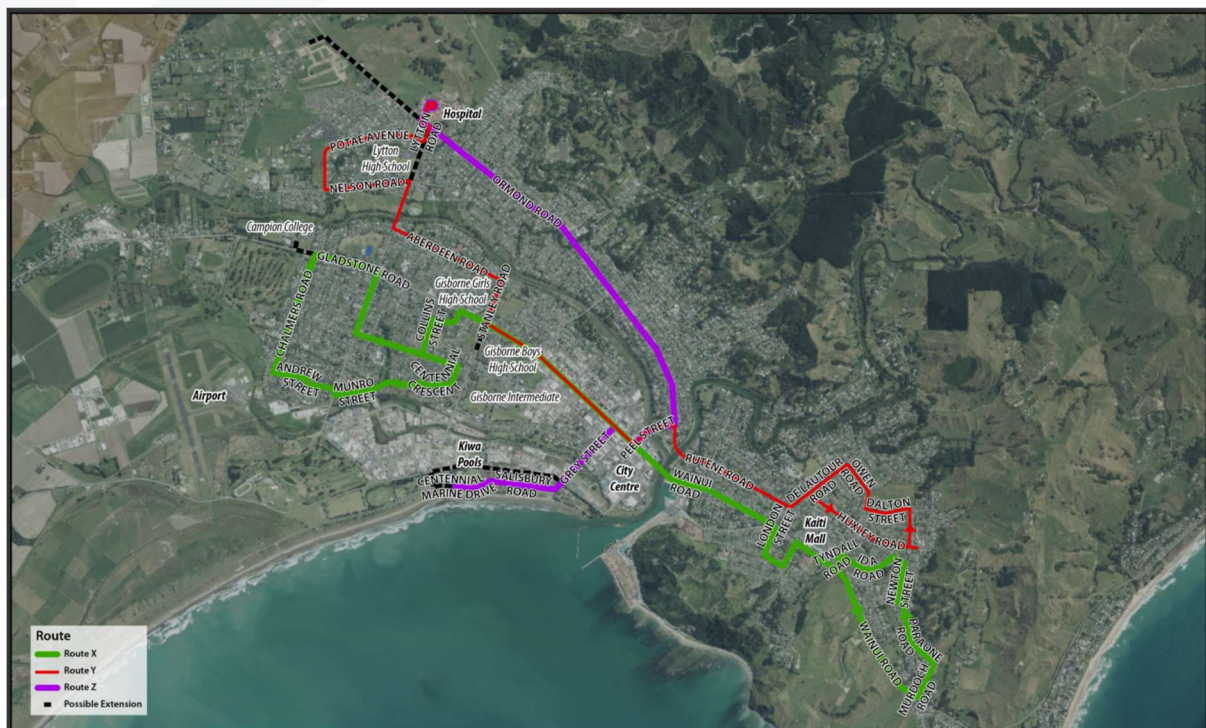 Hospital
POTAE AVENUE
LYTTON
ROAD
Lytton
High-School
NELSON ROAD
ORMOND ROAD
Campion College
GLADSTONE ROAD
ABERDEEN ROAD
CHALMERS ROAD
Gisborne Girls
High-School
STANLEY ROAD
COLLINS
STREET
Gisborne Boys
High-School
CENTENNIAL
CRESCENT
ANDREW
STREET
MUNRO
STREET
Airport
Gisborne Intermediate
Kiwa
Pools
CENTENNIAL
MARINE DRIVE
SALISBURY
ROAD
GREY STREET
PEEL STREET
City
Centre
RUTENE ROAD
WAINUI
ROAD
LONDON
STREET
DELAUTOUR
ROAD
OWEN
ROAD
DALTON
STREET
HUXLEY ROAD
Kaiti
Mall
TYNDALL
ROAD
IDA
ROAD
NEWTON
STREET
PARAONE
ROAD
WAINUI ROAD
MURDOCH
ROAD
Route
Route X
Route Y
Route Z
Possible Extension